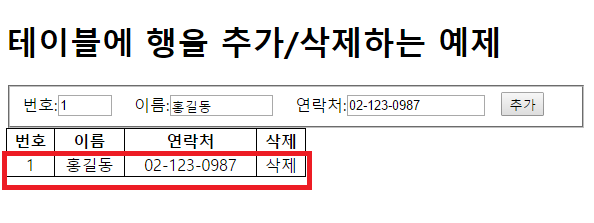 테이블에 행을 추가/삭제하는 예제
번호:1 이름:홍길동 연락처:02-123-0987 추가
번호 이름 연락처 삭제
1 홍길동 02-123-0987 삭제